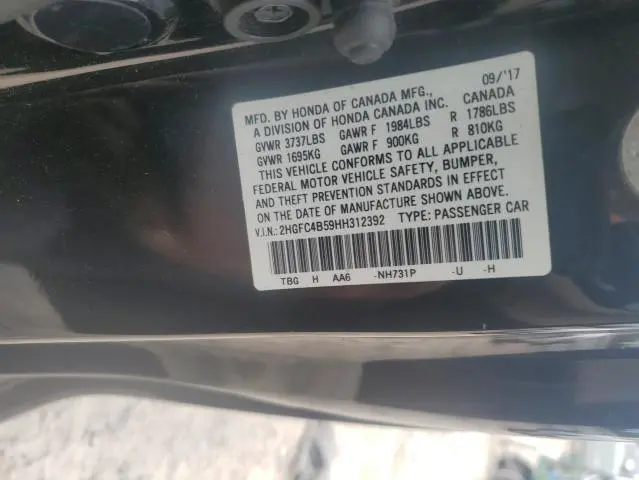 MFD. BY HONDA OF CANADA MFG., 09/'17
A DIVISION OF HONDA CANADA INC. CANADA
GVWR 3737LBS GAWR F 1984LBS R 1786LBS
GVWR 1695KG GAWR F 900KG R 810KG
THIS VEHICLE CONFORMS TO ALL APPLICABLE
FEDERAL MOTOR VEHICLE SAFETY, BUMPER,
AND THEFT PREVENTION STANDARDS IN EFFECT
ON THE DATE OF MANUFACTURE SHOWN ABOVE.
V.I.N.: 2HGFC4B59HH312392 TYPE: PASSENGER CAR
TBG H AA6 -NH731P -U -H